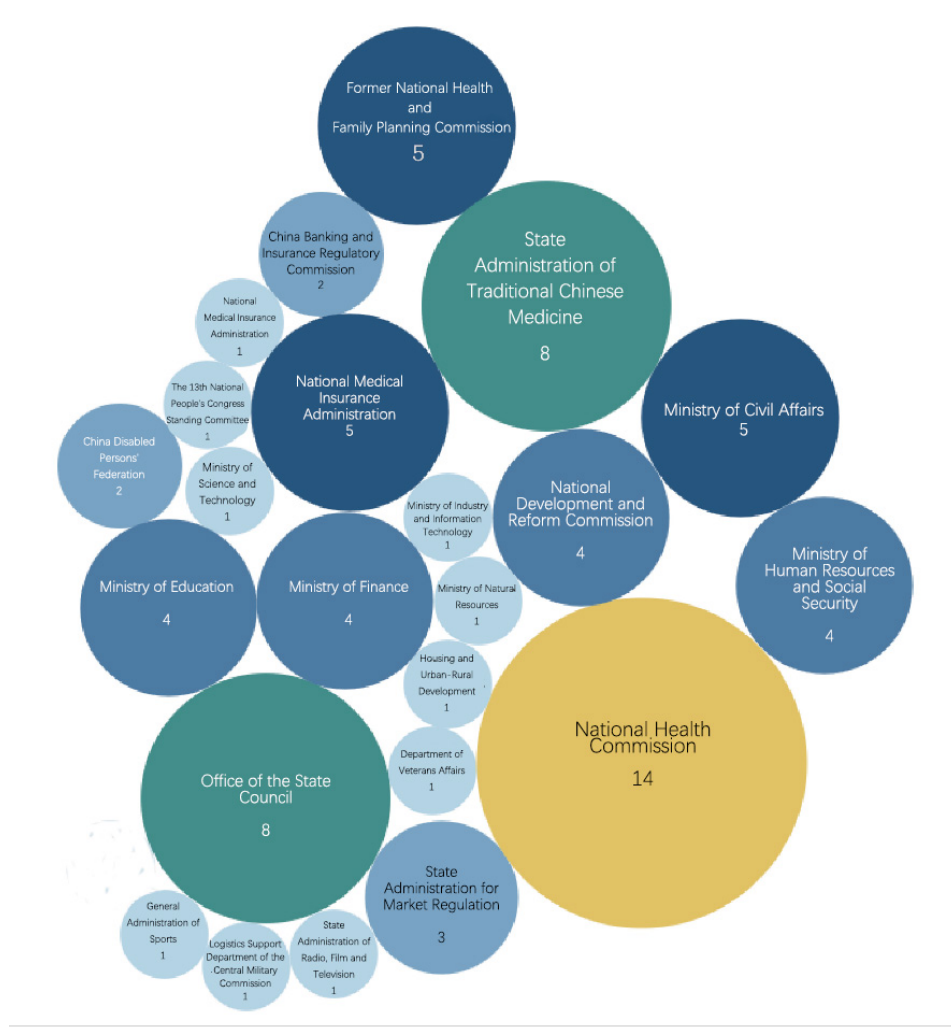 Former National Health
and
Family Planning Commission
5
State
Administration of
Traditional Chinese
Medicine
8
China Banking and
Insurance Regulatory
Commission
2
National
Medical Insurance
Administration
1
National Medical
Insurance
Administration
5
Ministry of Civil Affairs
5
The 13th National
People's Congress
Standing Committee
1
China Disabled
Persons'
Federation
2
Ministry of
Science and
Technology
1
Ministry of Industry
and Information
Technology
1
National
Development and
Reform Commission
4
Ministry of
Human Resources
and Social
Security
4
Ministry of Education
4
Ministry of Finance
4
Ministry of Natural
Resources
1
Housing and
Urban-Rural
Development
1
National Health
Commission
14
Department of
Veterans Affairs
1
Office of the State
Council
8
State
Administration for
Market Regulation
3
General
Administration of
Sports
1
Logistics Support
Department of the
Central Military
Commission
1
State
Administration of
Radio, Film and
Television
1